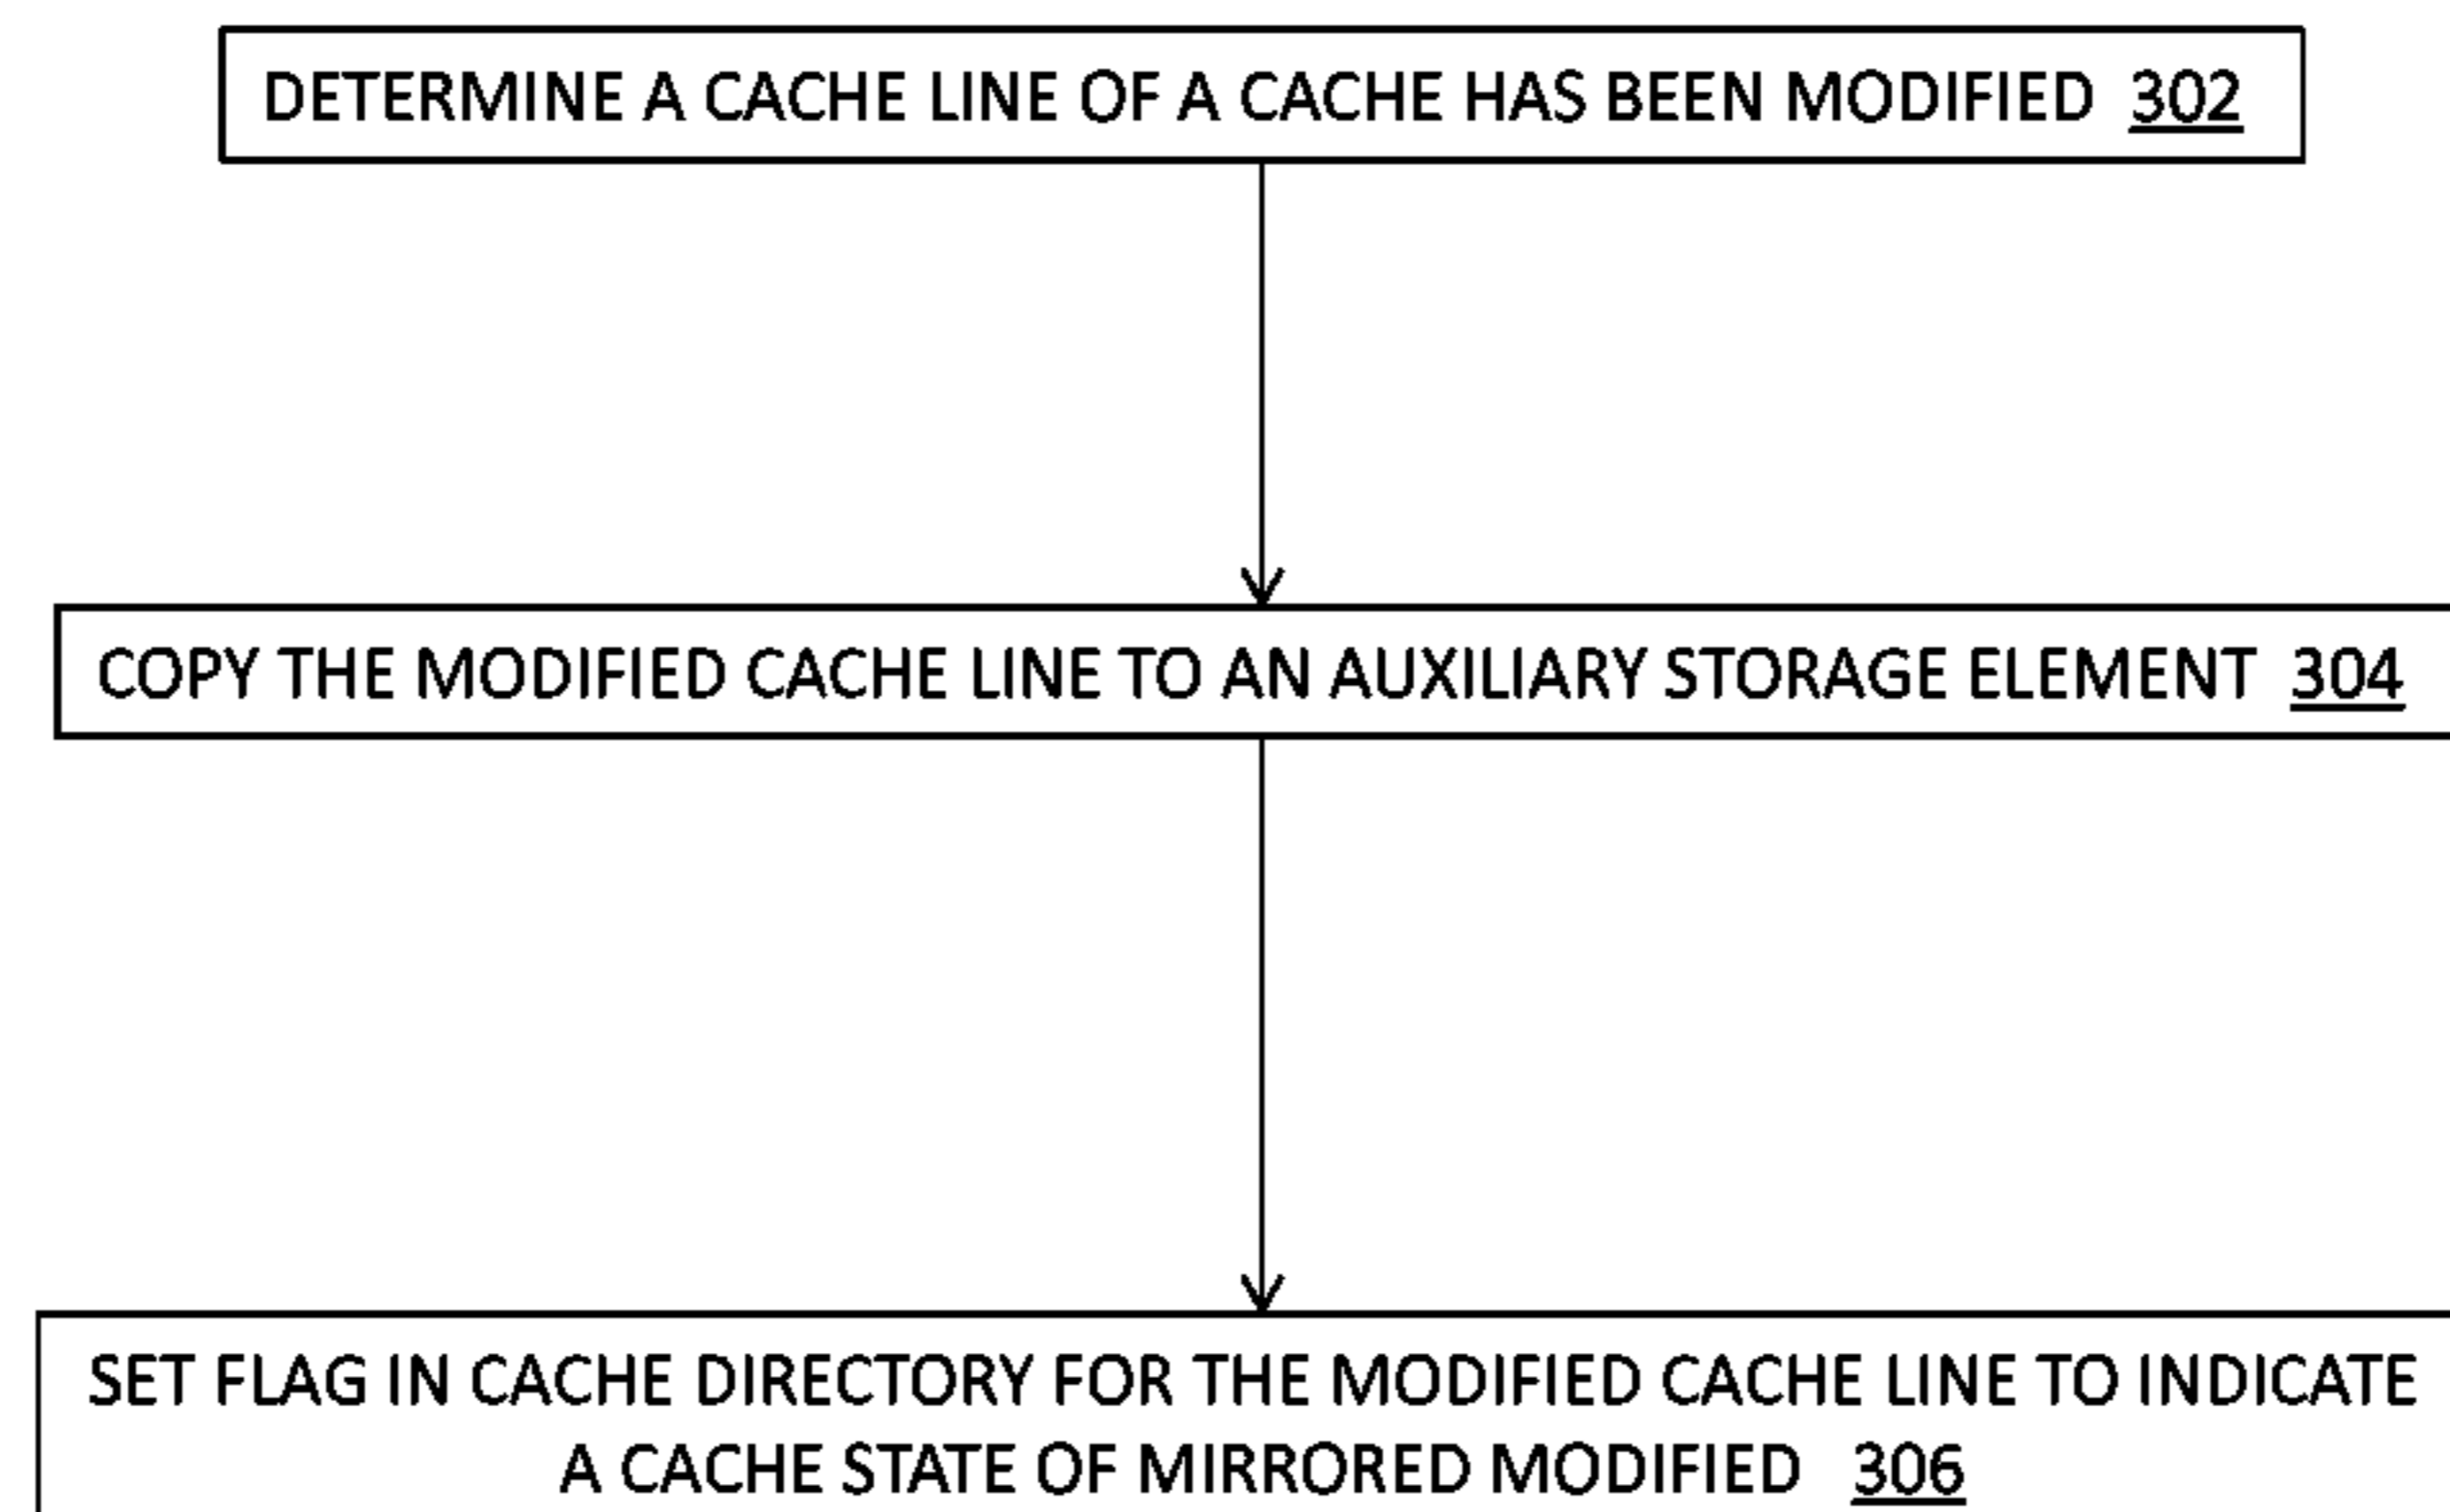 DETERMINE A CACHE LINE OF A CACHE HAS BEEN MODIFIED 302
COPY THE MODIFIED CACHE LINE TO AN AUXILIARY STORAGE ELEMENT 304
SET FLAG IN CACHE DIRECTORY FOR THE MODIFIED CACHE LINE TO INDICATE
A CACHE STATE OF MIRRORED MODIFIED 306